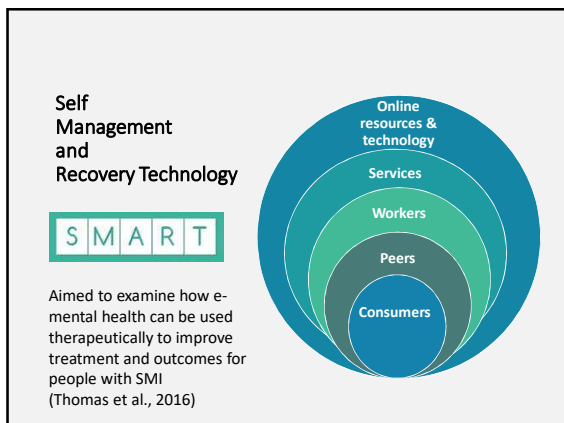 Self
Management
and
Recovery Technology
S M A R T
Aimed to examine how e-
mental health can be used
therapeutically to improve
treatment and outcomes for
people with SMI
(Thomas et al., 2016)
Online
resources &
technology
Services
Workers
Peers
Consumers